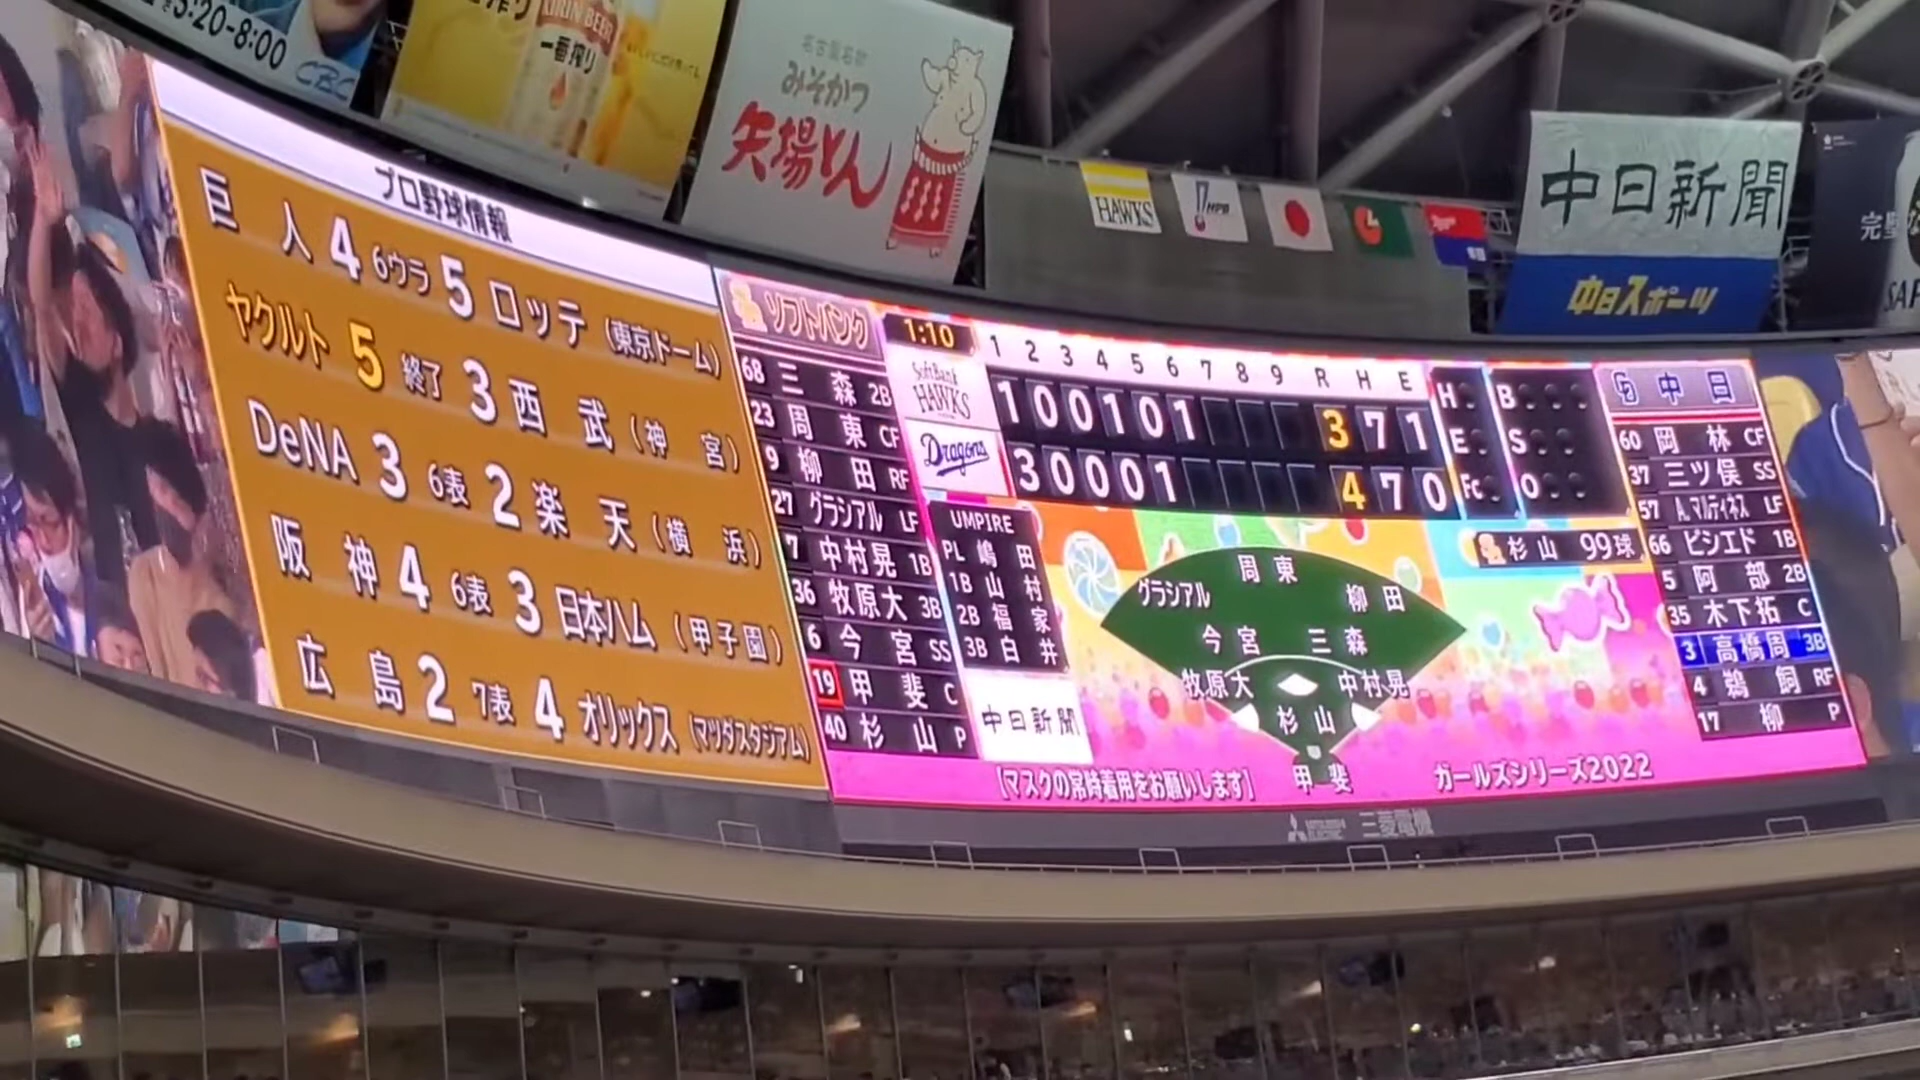 5:20-8:00
CBC
KIRIN BEER
一番搾り
名古屋名物
みそかつ
矢場とん
HAWKS
NPB
中日新聞
中日スポーツ
完璧
プロ野球情報
巨人 4 6ウラ 5 ロッテ (東京ドーム)
ヤクルト 5 終了 3 西武 (神宮)
DeNA 3 6表 2 楽天 (横浜)
阪神 4 6表 3 日本ハム (甲子園)
広島 2 7表 4 オリックス (マツダスタジアム)
ソフトバンク
68 三森 2B
23 周東 CF
9 柳田 RF
27 グラシアル LF
7 中村晃 1B
36 牧原大 3B
6 今宮 SS
19 甲斐 C
40 杉山 P
1:10
1 2 3 4 5 6 7 8 9 R H E
SoftBank HAWKS 1 0 0 1 0 1 3 7 1
Dragons 3 0 0 0 1 4 7 0
H
E
Fc
B
S
O
UMPIRE
PL 嶋田
1B 山村
2B 福家
3B 白井
中日新聞
杉山 99球
周東
グラシアル 柳田
今宮 三森
牧原大 中村晃
杉山
甲斐
中日
60 岡林 CF
37 三ツ俣 SS
57 A.マルティネス LF
66 ビシエド 1B
5 阿部 2B
35 木下拓 C
3 高橋周 3B
4 鵜飼 RF
17 柳 P
【マスクの常時着用をお願いします】
ガールズシリーズ2022
三菱電機